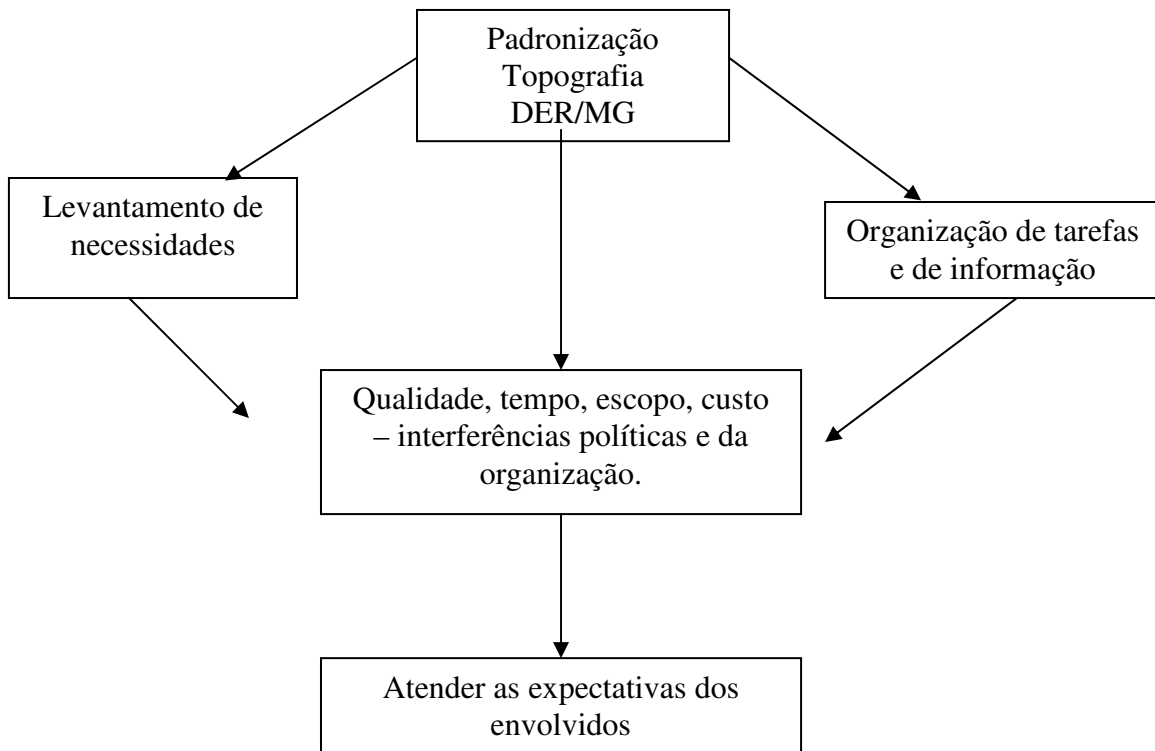 Padronização
Topografia
DER/MG
Levantamento de
necessidades
Organização de tarefas
e de informação
Qualidade, tempo, escopo, custo
– interferências políticas e da
organização.
Atender as expectativas dos
envolvidos